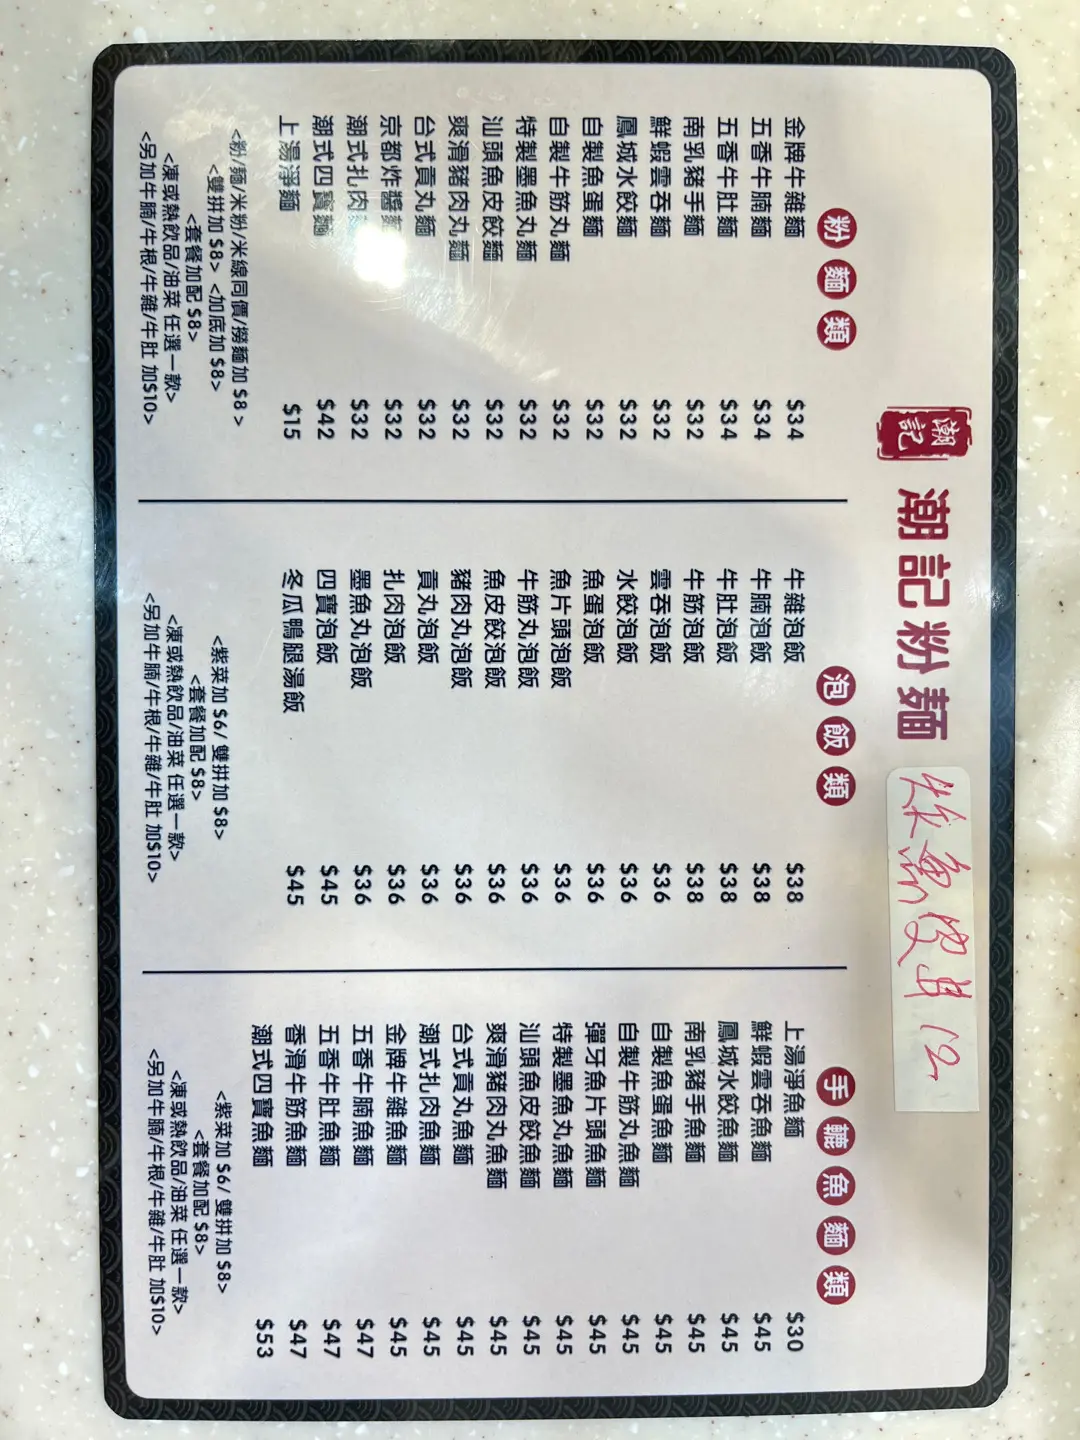 潮記
潮記粉麵
炸魚皮 12
粉麵類
金牌牛雜麵 $34
五香牛腩麵 $34
五香牛肚麵 $34
南乳豬手麵 $32
鮮蝦雲吞麵 $32
鳳城水餃麵 $32
自製魚蛋麵 $32
自製牛筋丸麵 $32
特製墨魚丸麵 $32
汕頭魚皮餃麵 $32
爽滑豬肉丸麵 $32
台式貢丸麵 $32
京都炸醬麵 $32
潮式扎肉麵 $32
潮式四寶麵 $42
上湯淨麵 $15
<粉/麵/米粉/米線同價/撈麵加 $8>
<雙拼加 $8> <加底加 $8>
<套餐加配 $8>
<凍或熱飲品/油菜 任選一款>
<另加牛腩/牛根/牛雜/牛肚 加$10>
泡飯類
牛雜泡飯 $38
牛腩泡飯 $38
牛肚泡飯 $38
牛筋泡飯 $38
雲吞泡飯 $36
水餃泡飯 $36
魚蛋泡飯 $36
魚片頭泡飯 $36
牛筋丸泡飯 $36
魚皮餃泡飯 $36
豬肉丸泡飯 $36
貢丸泡飯 $36
扎肉泡飯 $36
墨魚丸泡飯 $36
四寶泡飯 $45
冬瓜鴨腿湯飯 $45
<紫菜加 $6/ 雙拼加 $8>
<套餐加配 $8>
<凍或熱飲品/油菜 任選一款>
<另加牛腩/牛根/牛雜/牛肚 加$10>
手轆魚麵類
上湯淨魚麵 $30
鮮蝦雲吞魚麵 $45
鳳城水餃魚麵 $45
南乳豬手魚麵 $45
自製魚蛋魚麵 $45
自製牛筋丸魚麵 $45
彈牙魚片頭魚麵 $45
特製墨魚丸魚麵 $45
汕頭魚皮餃魚麵 $45
爽滑豬肉丸魚麵 $45
台式貢丸魚麵 $45
潮式扎肉魚麵 $45
金牌牛雜魚麵 $45
五香牛腩魚麵 $47
五香牛肚魚麵 $47
香滑牛筋魚麵 $47
潮式四寶魚麵 $53
<紫菜加 $6/ 雙拼加 $8>
<套餐加配 $8>
<凍或熱飲品/油菜 任選一款>
<另加牛腩/牛根/牛雜/牛肚 加$10>